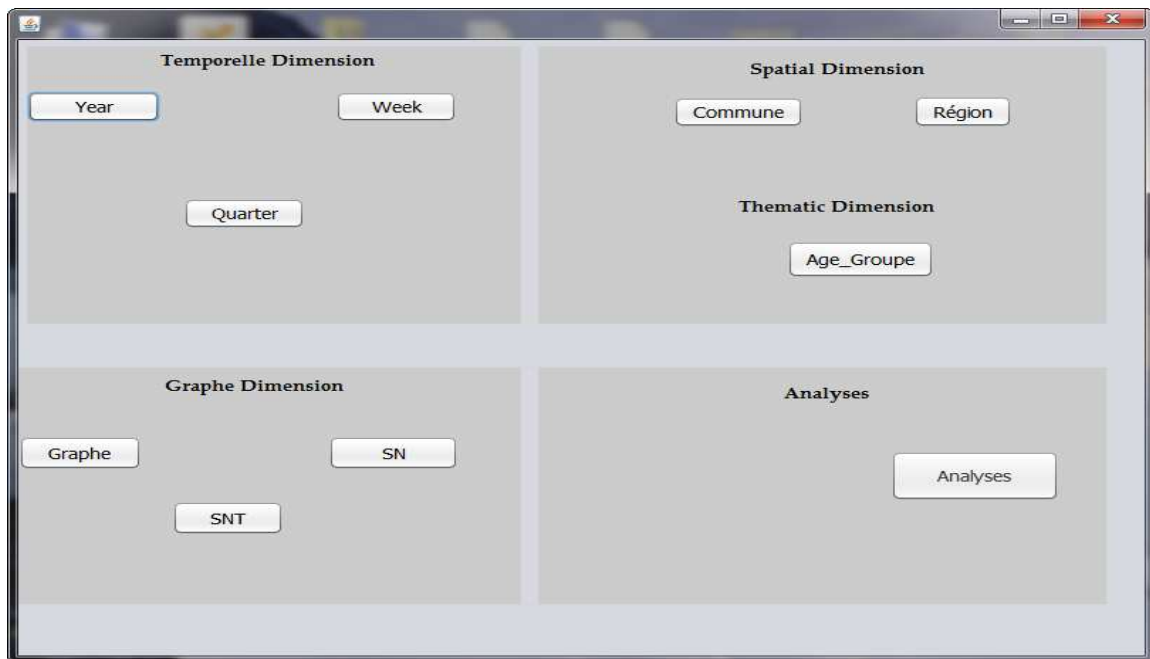 Temporelle Dimension
Year
Week
Quarter
Spatial Dimension
Commune
Région
Thematic Dimension
Age_Groupe
Graphe Dimension
Graphe
SN
SNT
Analyses
Analyses